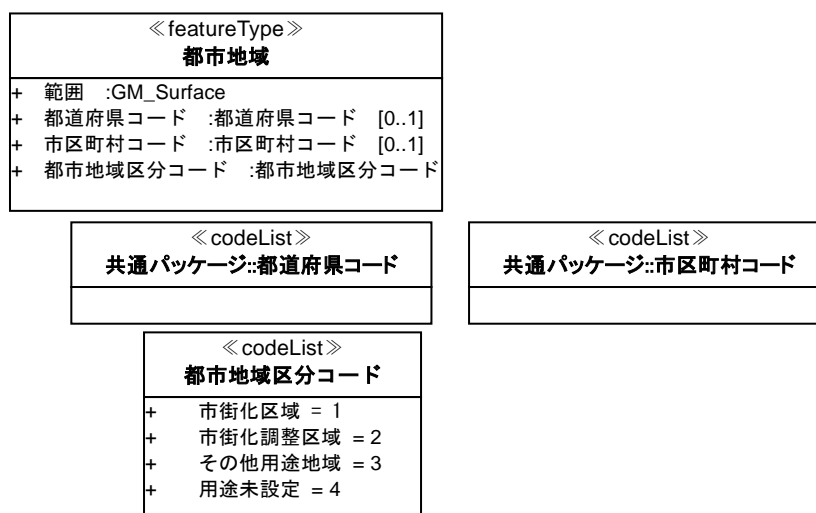 ≪featureType≫
都市地域
+ 範囲 :GM_Surface
+ 都道府県コード :都道府県コード [0..1]
+ 市区町村コード :市区町村コード [0..1]
+ 都市地域区分コード :都市地域区分コード
≪codeList≫
共通パッケージ::都道府県コード
≪codeList≫
共通パッケージ::市区町村コード
≪codeList≫
都市地域区分コード
+ 市街化区域 = 1
+ 市街化調整区域 = 2
+ その他用途地域 = 3
+ 用途未設定 = 4